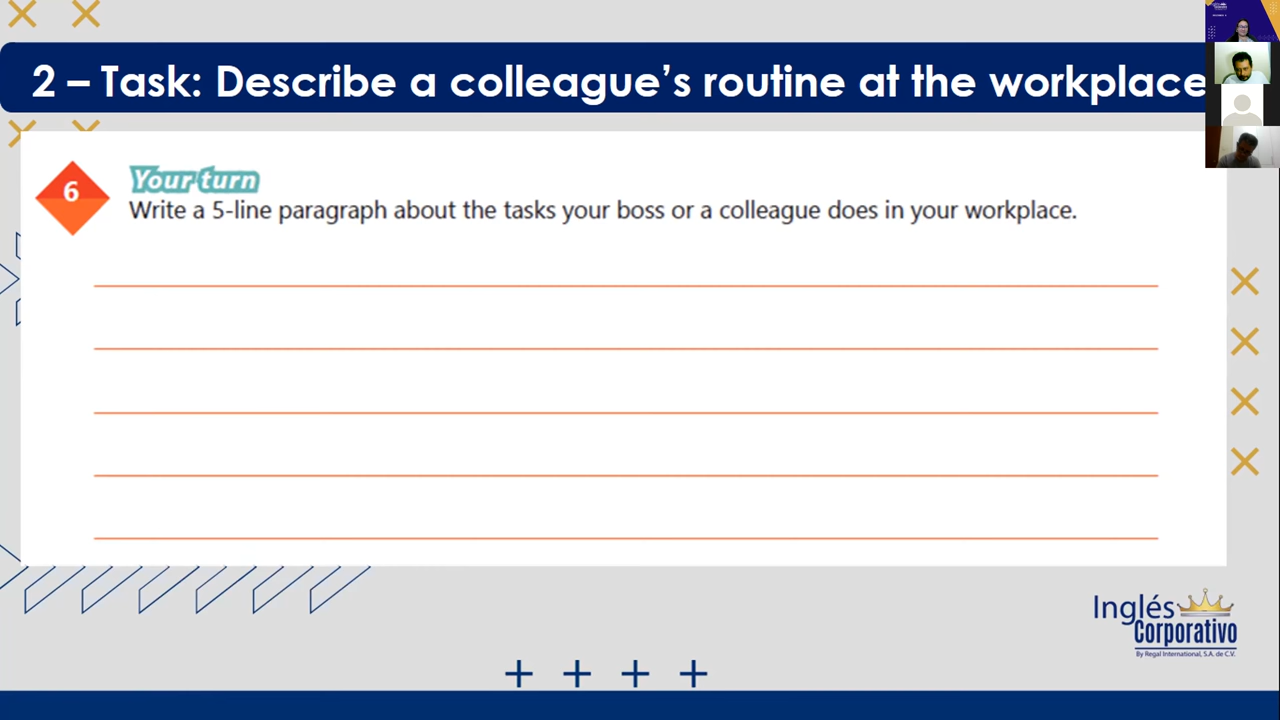 2 – Task: Describe a colleague's routine at the workplace
6
Your turn
Write a 5-line paragraph about the tasks your boss or a colleague does in your workplace.
Inglés
Corporativo
By Regal International, S.A. de C.V.